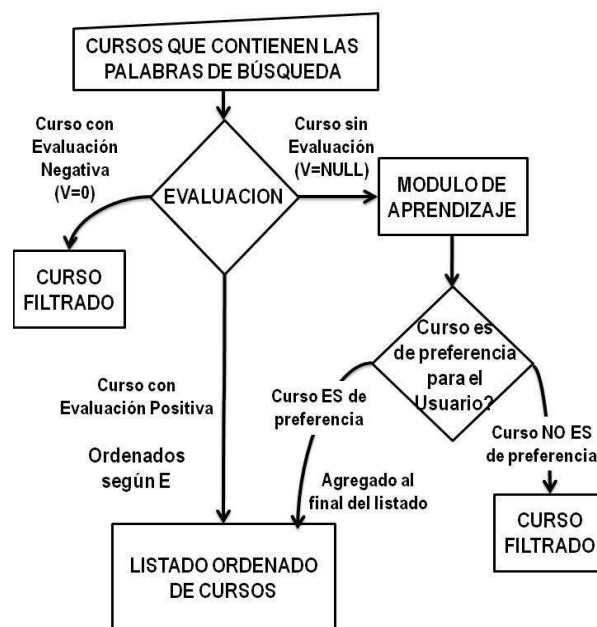 CURSOS QUE CONTIENEN LAS
PALABRAS DE BÚSQUEDA
Curso con
Evaluación
Negativa
(V=0)
Curso sin
Evaluación
(V=NULL)
EVALUACION
MODULO DE
APRENDIZAJE
CURSO
FILTRADO
Curso es
de preferencia
para el
Usuario?
Curso con
Evaluación Positiva
Curso ES de
preferencia
Curso NO ES
de preferencia
Ordenados
según E
Agregado al
final del listado
CURSO
FILTRADO
LISTADO ORDENADO
DE CURSOS